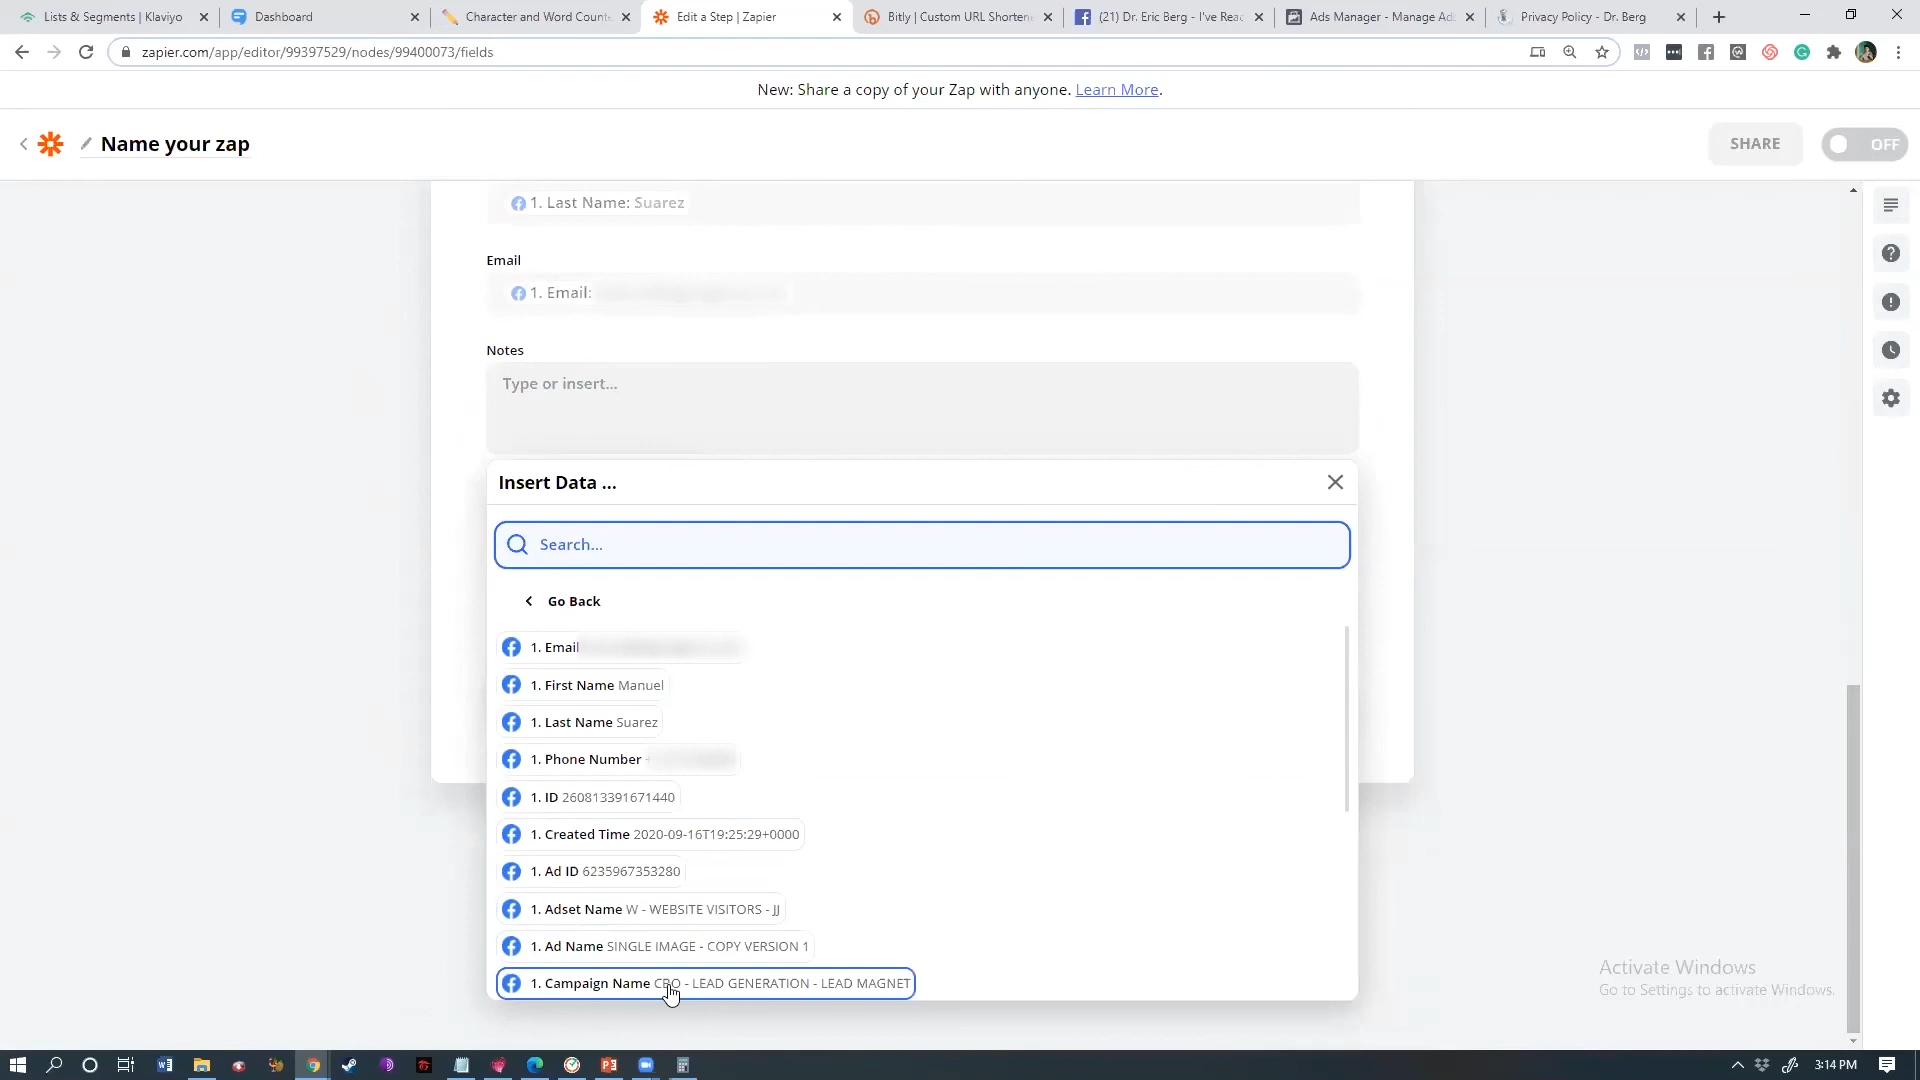 Lists & Segments | Klaviyo
Dashboard
Character and Word Counte
Edit a Step | Zapier
Bitly | Custom URL Shortene
(21) Dr. Eric Berg - I've Reac
Ads Manager - Manage Ad
Privacy Policy - Dr. Berg
zapier.com/app/editor/99397529/nodes/99400073/fields
New: Share a copy of your Zap with anyone. Learn More.
Name your zap
SHARE
OFF
1. Last Name: Suarez
Email
1. Email:
Notes
Type or insert...
Insert Data ...
Search...
Go Back
1. Email
1. First Name Manuel
1. Last Name Suarez
1. Phone Number
1. ID 260813391671440
1. Created Time 2020-09-16T19:25:29+0000
1. Ad ID 6235967353280
1. Adset Name W - WEBSITE VISITORS - JJ
1. Ad Name SINGLE IMAGE - COPY VERSION 1
1. Campaign Name CBO - LEAD GENERATION - LEAD MAGNET
Activate Windows
Go to Settings to activate Windows.
3:14 PM